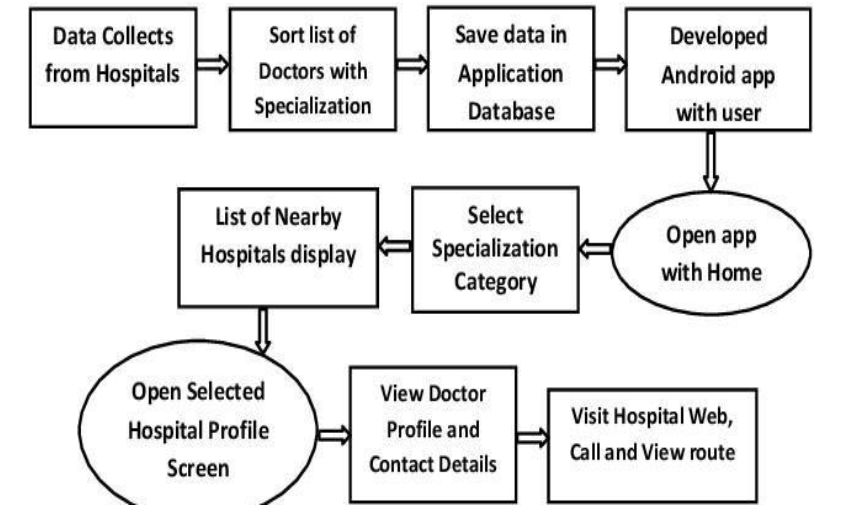 Data Collects
from Hospitals
Sort list of
Doctors with
Specialization
Save data in
Application
Database
Developed
Android app
with user
Open app
with Home
Select
Specialization
Category
List of Nearby
Hospitals display
Open Selected
Hospital Profile
Screen
View Doctor
Profile and
Contact Details
Visit Hospital Web,
Call and View route